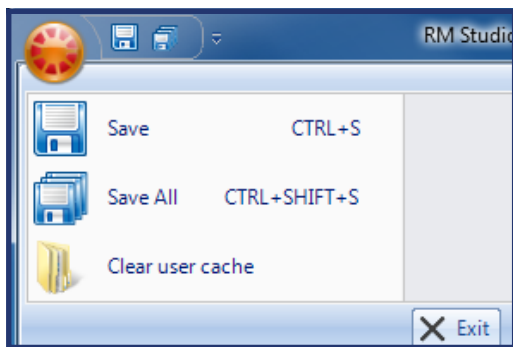 RM Studio
Save CTRL+S
Save All CTRL+SHIFT+S
Clear user cache
Exit